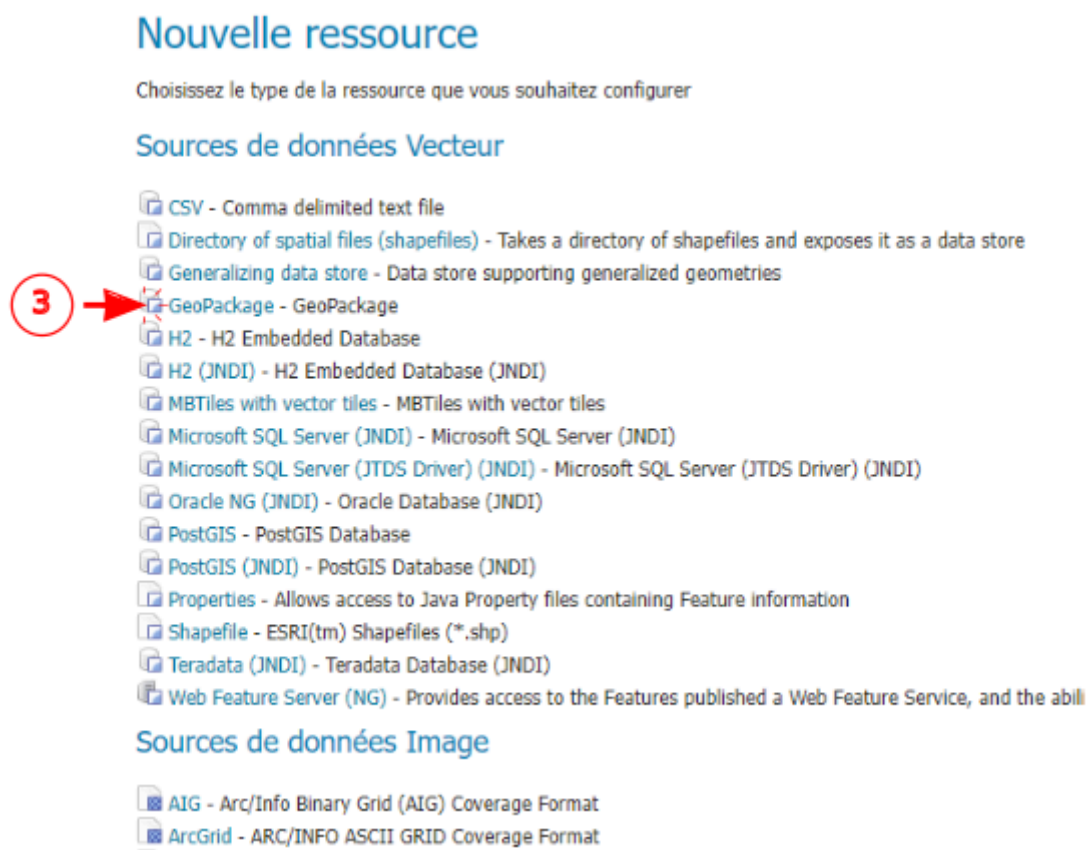 Nouvelle ressource
Choisissez le type de la ressource que vous souhaitez configurer
Sources de données Vecteur
CSV - Comma delimited text file
Directory of spatial files (shapefiles) - Takes a directory of shapefiles and exposes it as a data store
Generalizing data store - Data store supporting generalized geometries
3 GeoPackage - GeoPackage
H2 - H2 Embedded Database
H2 (JNDI) - H2 Embedded Database (JNDI)
MBTiles with vector tiles - MBTiles with vector tiles
Microsoft SQL Server (JNDI) - Microsoft SQL Server (JNDI)
Microsoft SQL Server (JTDS Driver) (JNDI) - Microsoft SQL Server (JTDS Driver) (JNDI)
Oracle NG (JNDI) - Oracle Database (JNDI)
PostGIS - PostGIS Database
PostGIS (JNDI) - PostGIS Database (JNDI)
Properties - Allows access to Java Property files containing Feature information
Shapefile - ESRI(tm) Shapefiles (*.shp)
Teradata (JNDI) - Teradata Database (JNDI)
Web Feature Server (NG) - Provides access to the Features published a Web Feature Service, and the abili
Sources de données Image
AIG - Arc/Info Binary Grid (AIG) Coverage Format
ArcGrid - ARC/INFO ASCII GRID Coverage Format